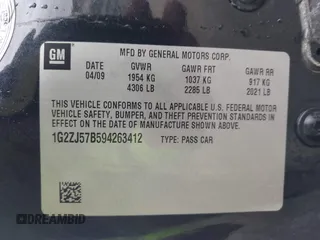 GM
MFD BY GENERAL MOTORS CORP.
DATE GVWR GAWR FRT GAWR RR
04/09 1954 KG 1037 KG 917 KG
4306 LB 2285 LB 2021 LB
THIS VEHICLE CONFORMS TO ALL APPLICABLE U.S. FEDERAL MOTOR
VEHICLE SAFETY, BUMPER, AND THEFT PREVENTION STANDARDS
IN EFFECT ON THE DATE OF MANUFACTURE SHOWN ABOVE.
1G2ZJ57B594263412 TYPE: PASS CAR
DREAMBID